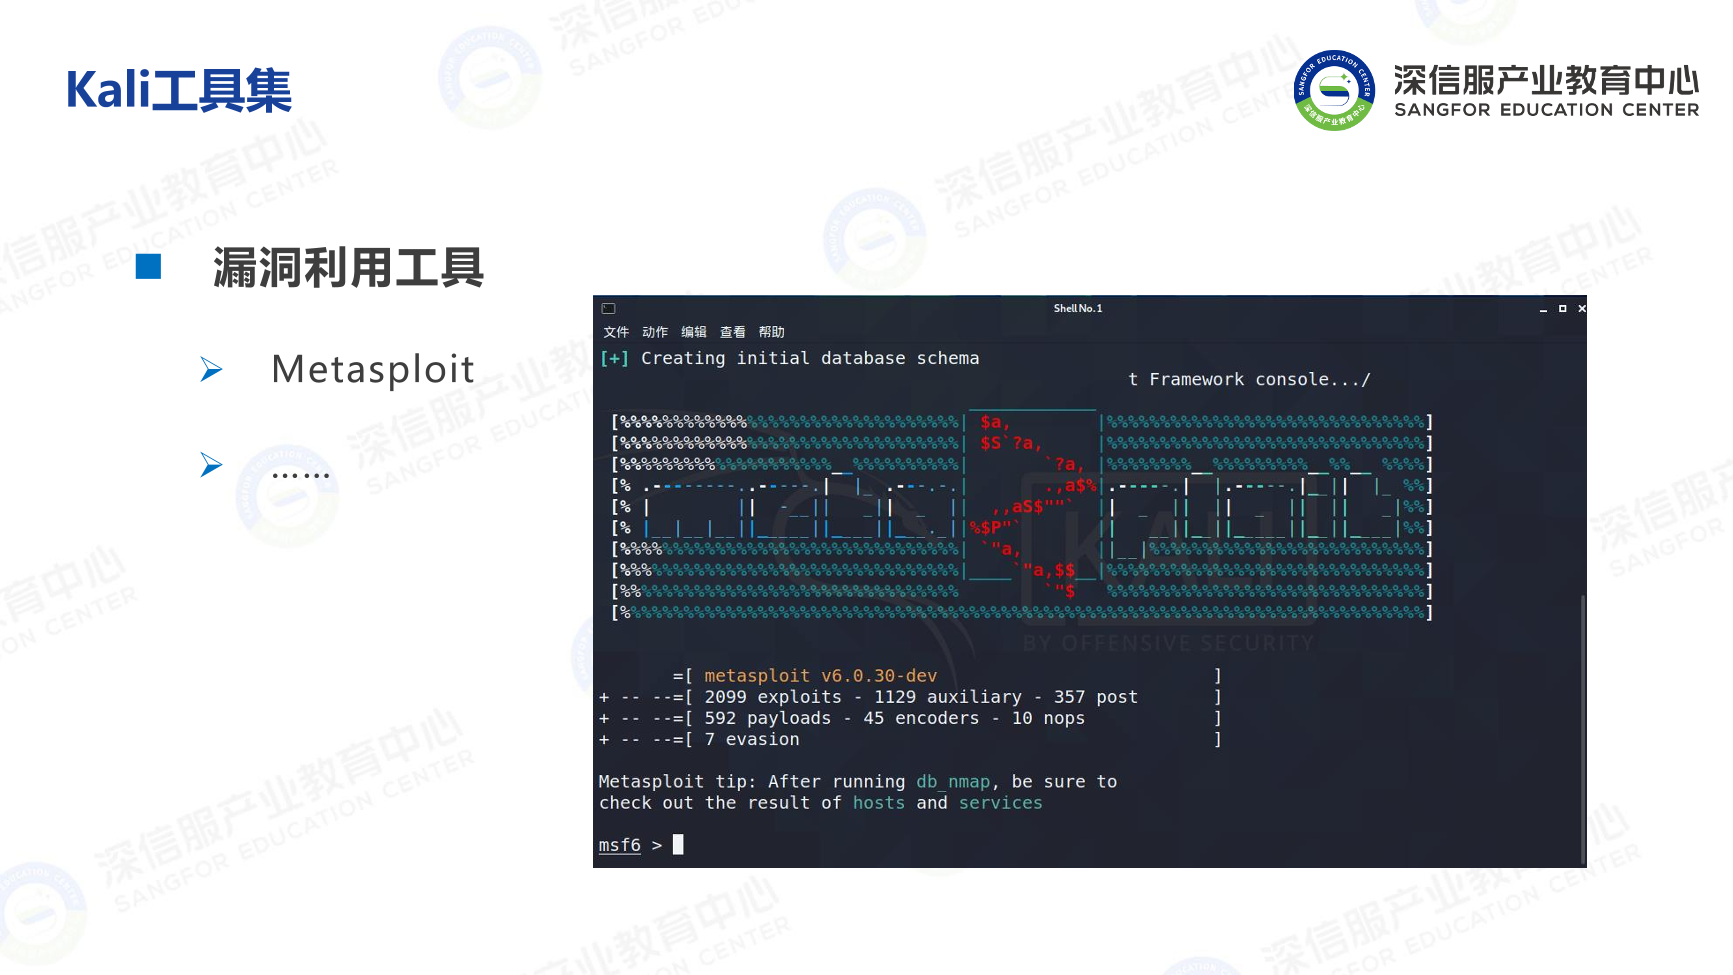 Kali工具集
深信服产业教育中心
SANGFOR EDUCATION CENTER
漏洞利用工具
Metasploit
……
Shell No. 1
文件 动作 编辑 查看 帮助
[+] Creating initial database schema
t Framework console.../
=[ metasploit v6.0.30-dev ]
+ -- --=[ 2099 exploits - 1129 auxiliary - 357 post ]
+ -- --=[ 592 payloads - 45 encoders - 10 nops ]
+ -- --=[ 7 evasion ]
Metasploit tip: After running db_nmap, be sure to
check out the result of hosts and services
msf6 >
KALI
BY OFFENSIVE SECURITY